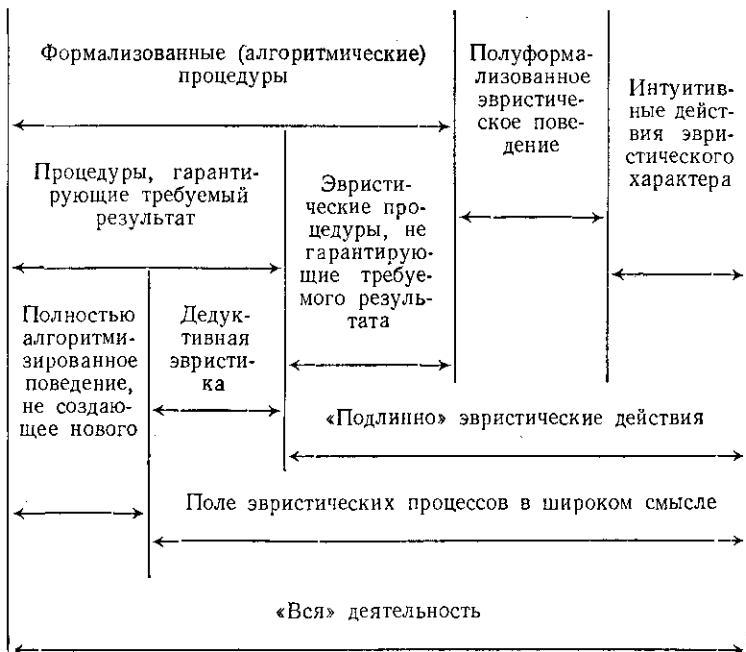 Формализованные (алгоритмические)
процедуры
Полуформа-
лизованное
эвристиче-
ское пове-
дение
Интуитив-
ные дейст-
вия эври-
стического
характера
Процедуры, гаранти-
рующие требуемый
результат
Эвристи-
ческие про-
цедуры, не
гарантирую-
щие требуе-
мого резуль-
тата
Полностью
алгоритми-
зированное
поведение,
не создаю-
щее нового
Дедук-
тивная
эвристи-
ка
«Подлинно» эвристические действия
Поле эвристических процессов в широком смысле
«Вся» деятельность